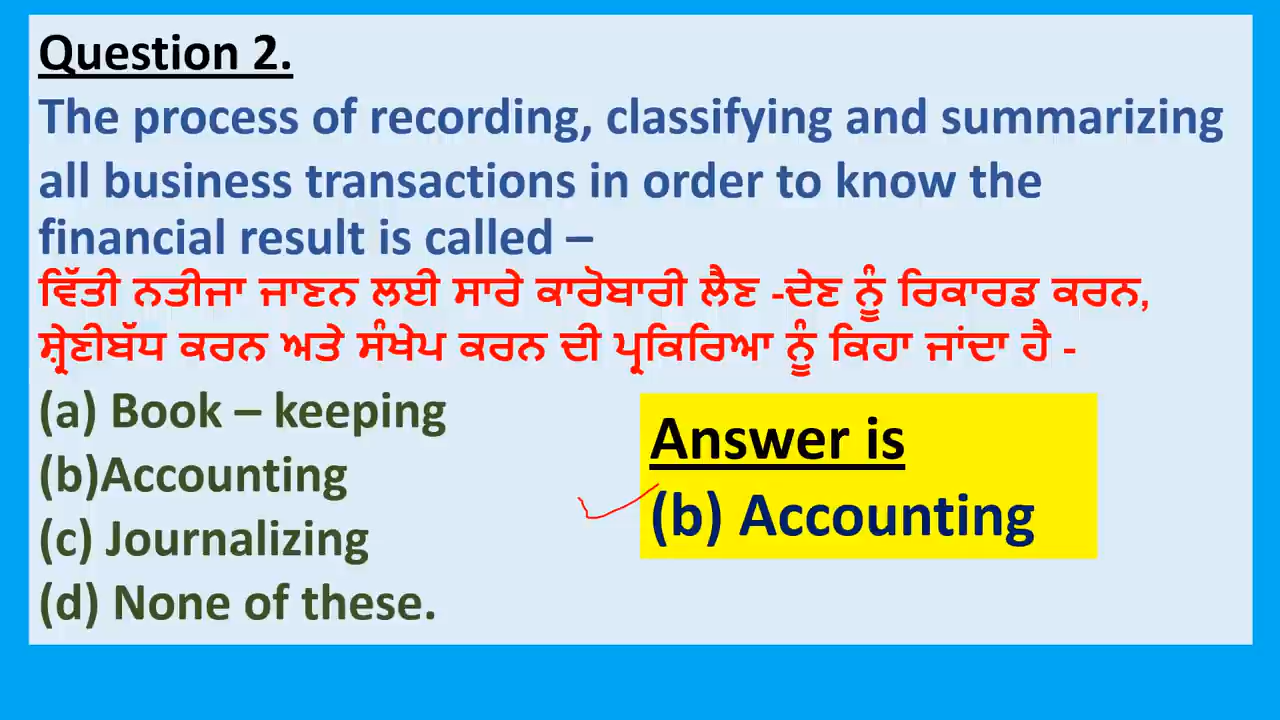 Question 2.
The process of recording, classifying and summarizing
all business transactions in order to know the
financial result is called –
ਵਿੱਤੀ ਨਤੀਜਾ ਜਾਣਨ ਲਈ ਸਾਰੇ ਕਾਰੋਬਾਰੀ ਲੈਣ -ਦੇਣ ਨੂੰ ਰਿਕਾਰਡ ਕਰਨ,
ਸ਼੍ਰੇਣੀਬੱਧ ਕਰਨ ਅਤੇ ਸੰਖੇਪ ਕਰਨ ਦੀ ਪ੍ਰਕਿਰਿਆ ਨੂੰ ਕਿਹਾ ਜਾਂਦਾ ਹੈ -
(a) Book – keeping
(b)Accounting
(c) Journalizing
(d) None of these.
Answer is
(b) Accounting